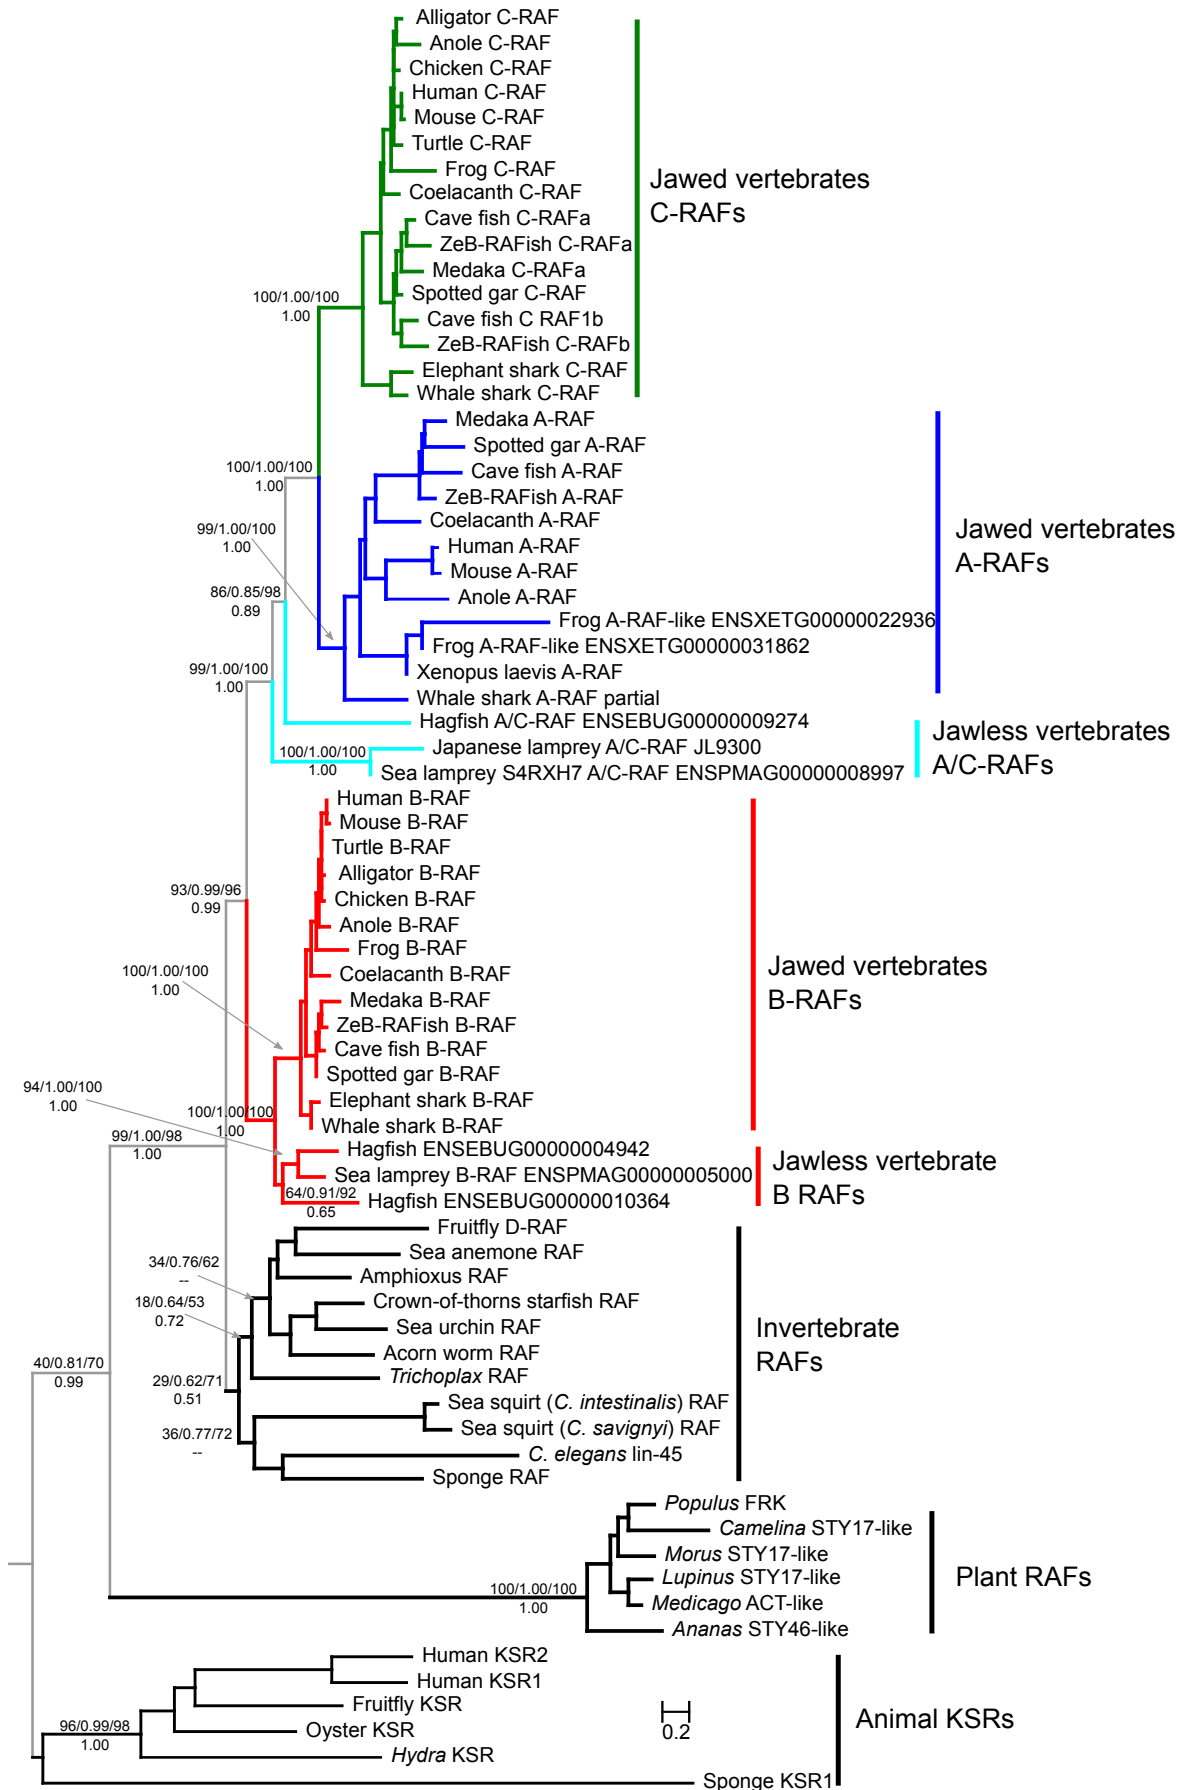 Alligator C-RAF
Anole C-RAF
Chicken C-RAF
Human C-RAF
Mouse C-RAF
Turtle C-RAF
Frog C-RAF
Coelacanth C-RAF
Cave fish C-RAFa
ZeB-RAFish C-RAFa
Medaka C-RAFa
Spotted gar C-RAF
Cave fish C RAF1b
ZeB-RAFish C-RAFb
Elephant shark C-RAF
Whale shark C-RAF
Jawed vertebrates
C-RAFs
100/1.00/100
1.00
Medaka A-RAF
Spotted gar A-RAF
Cave fish A-RAF
ZeB-RAFish A-RAF
Coelacanth A-RAF
Human A-RAF
Mouse A-RAF
Anole A-RAF
Frog A-RAF-like ENSXETG00000022936
Frog A-RAF-like ENSXETG00000031862
Xenopus laevis A-RAF
Whale shark A-RAF partial
Jawed vertebrates
A-RAFs
100/1.00/100
1.00
99/1.00/100
1.00
86/0.85/98
0.89
99/1.00/100
1.00
Hagfish A/C-RAF ENSEBUG00000009274
Japanese lamprey A/C-RAF JL9300
Sea lamprey S4RXH7 A/C-RAF ENSPMAG00000008997
100/1.00/100
1.00
Jawless vertebrates
A/C-RAFs
Human B-RAF
Mouse B-RAF
Turtle B-RAF
Alligator B-RAF
Chicken B-RAF
Anole B-RAF
Frog B-RAF
Coelacanth B-RAF
Medaka B-RAF
ZeB-RAFish B-RAF
Cave fish B-RAF
Spotted gar B-RAF
Elephant shark B-RAF
Whale shark B-RAF
Jawed vertebrates
B-RAFs
93/0.99/96
0.99
100/1.00/100
1.00
94/1.00/100
1.00
100/1.00/100
1.00
99/1.00/98
1.00
Hagfish ENSEBUG00000004942
Sea lamprey B-RAF ENSPMAG00000005000
Hagfish ENSEBUG00000010364
64/0.91/92
0.65
Jawless vertebrate
B RAFs
Fruitfly D-RAF
Sea anemone RAF
Amphioxus RAF
Crown-of-thorns starfish RAF
Sea urchin RAF
Acorn worm RAF
Trichoplax RAF
Sea squirt (C. intestinalis) RAF
Sea squirt (C. savignyi) RAF
C. elegans lin-45
Sponge RAF
Invertebrate
RAFs
34/0.76/62
--
18/0.64/53
0.72
40/0.81/70
0.99
29/0.62/71
0.51
36/0.77/72
--
Populus FRK
Camelina STY17-like
Morus STY17-like
Lupinus STY17-like
Medicago ACT-like
Ananas STY46-like
100/1.00/100
1.00
Plant RAFs
Human KSR2
Human KSR1
Fruitfly KSR
Oyster KSR
Hydra KSR
Sponge KSR1
96/0.99/98
1.00
0.2
Animal KSRs